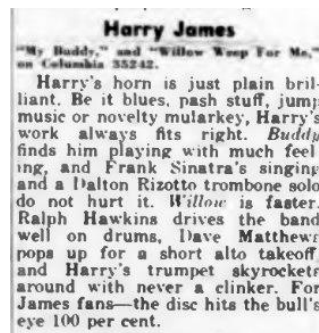 Harry James
"My Buddy," and "Willow Weep For Me,"
on Columbia 35242.
Harry's horn is just plain bril-
liant. Be it blues, pash stuff, jump
music or novelty mularkey, Harry's
work always fits right. Buddy
finds him playing with much feel
ing, and Frank Sinatra's singing
and a Dalton Rizotto trombone solo
do not hurt it. Willow is faster.
Ralph Hawkins drives the band
well on drums, Dave Matthews
pops up for a short alto takeoff,
and Harry's trumpet skyrockets
around with never a clinker. For
James fans—the disc hits the bull's
eye 100 per cent.